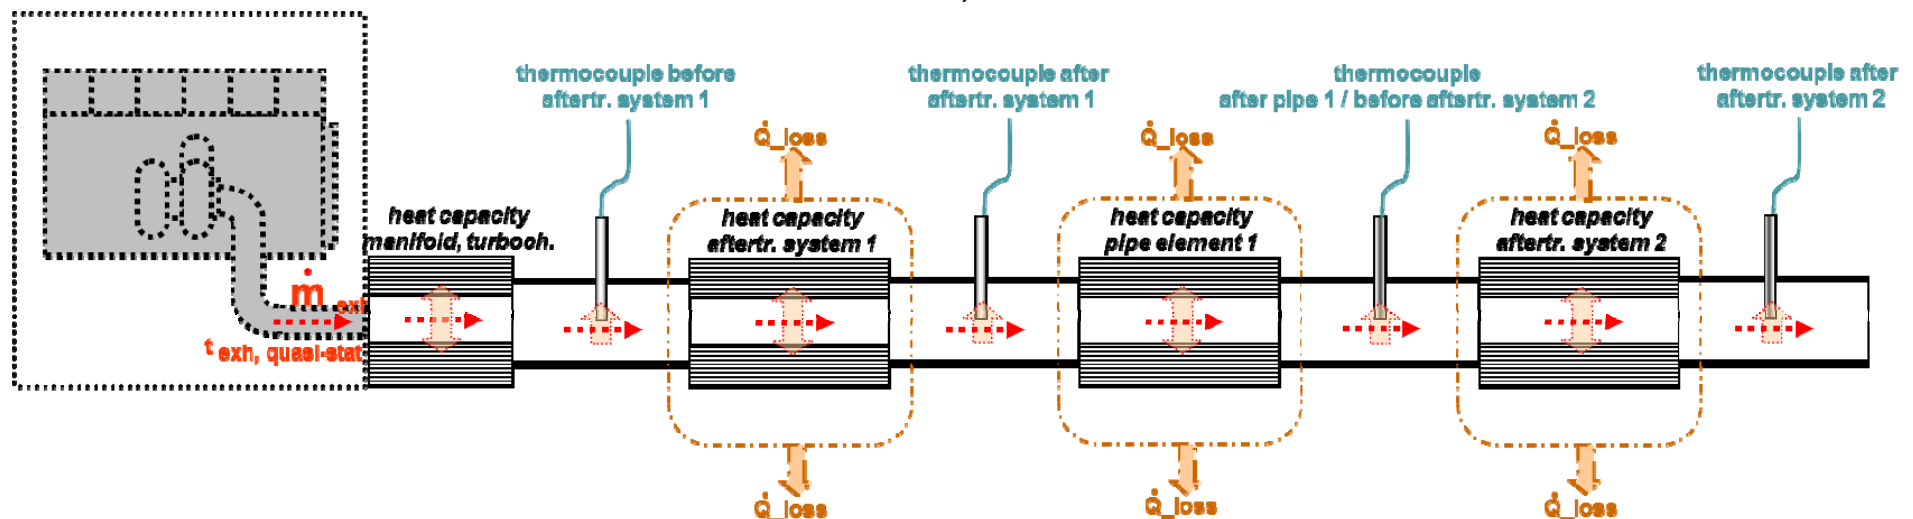 thermocouple before
aftertr. system 1
thermocouple after
aftertr. system 1
thermocouple
after pipe 1 / before aftertr. system 2
thermocouple after
aftertr. system 2
Q̇_loss
Q̇_loss
Q̇_loss
heat capacity
manifold, turboch.
heat capacity
aftertr. system 1
heat capacity
pipe element 1
heat capacity
aftertr. system 2
ṁ exh
t exh, quasi-stat
Q̇_loss
Q̇_loss
Q̇_loss